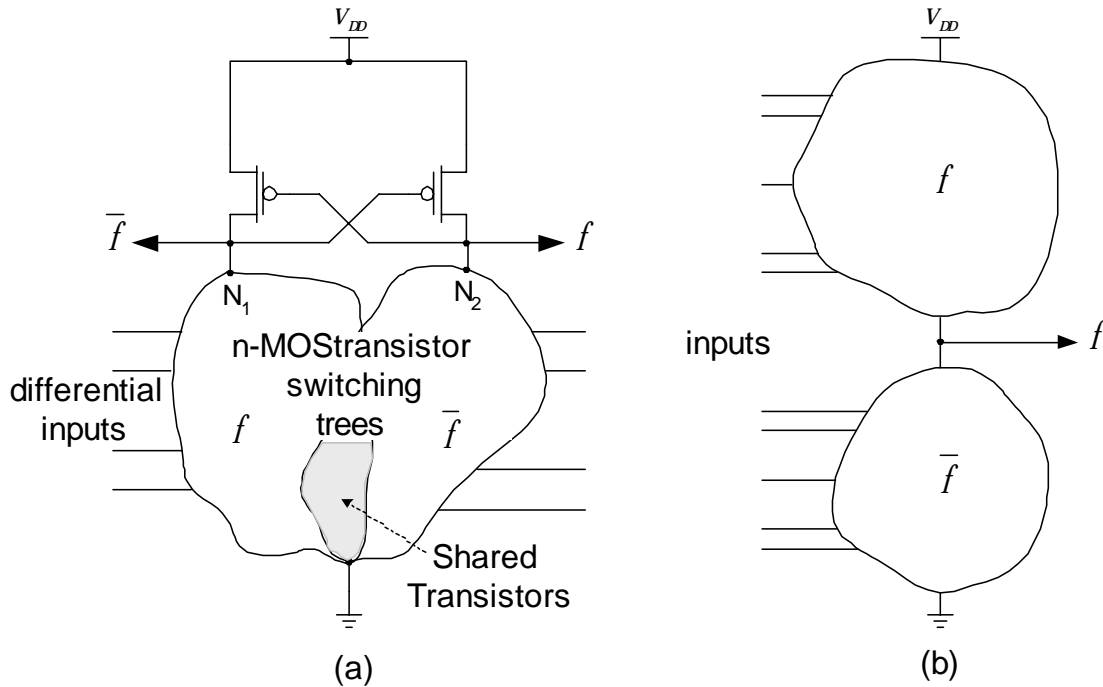 V_DD
f̅
f
N₁
N₂
n-MOStransistor
switching
trees
differential
inputs
f
f̅
Shared
Transistors
(a)
V_DD
f
inputs
f
f̅
(b)